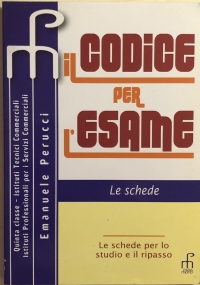 IL CODICE
PER
L'ESAME
Le schede
Le schede per lo
studio e il ripasso
Emanuele Perucci
Quinta classe - Istituti Tecnici Commerciali
Istituti Professionali per i Servizi Commerciali